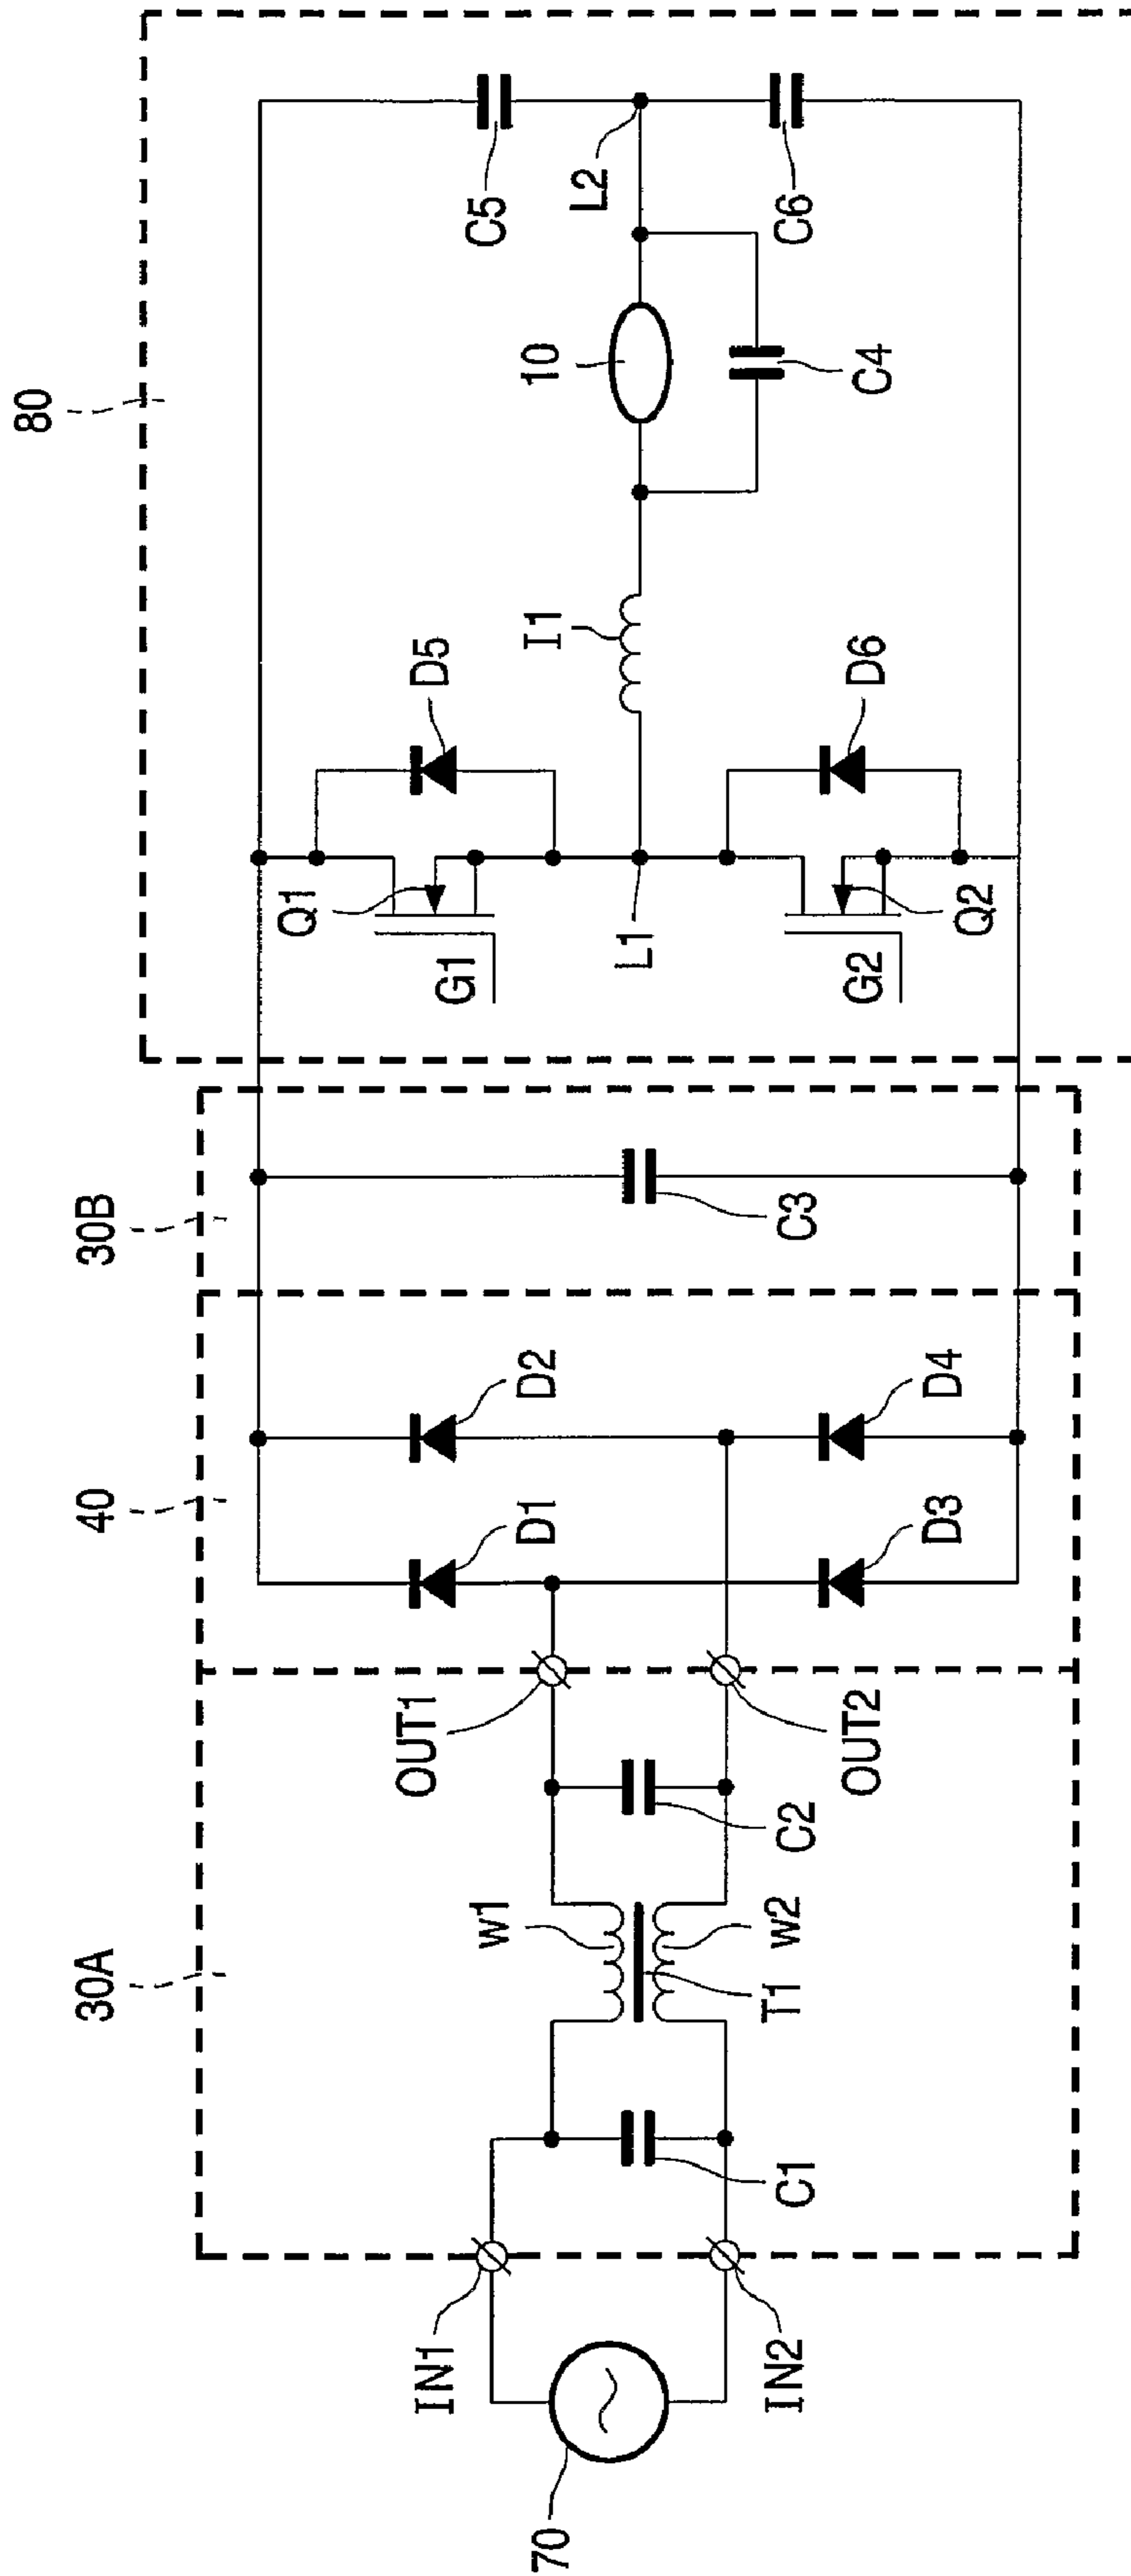 80
30B
40
30A
C5
L2
C6
10
C4
I1
D5
D6
Q1
G1
L1
G2
Q2
C3
D2
D4
D1
D3
OUT1
OUT2
C2
w1
w2
T1
C1
IN1
IN2
70